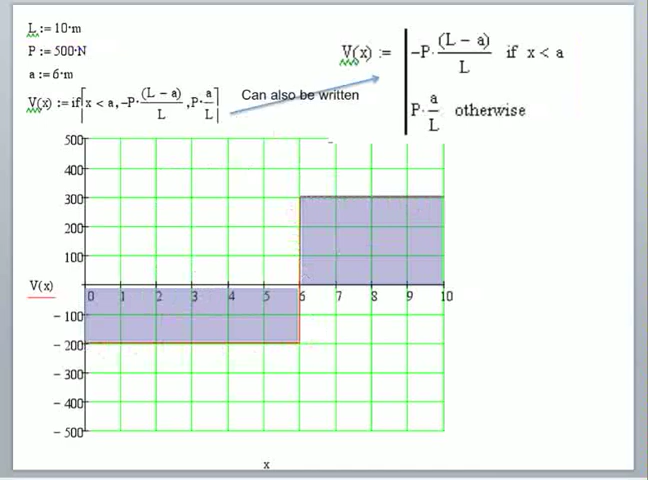 L := 10·m
P := 500·N
a := 6·m
V(x) := if[x < a, -P·(L - a)/L, P·a/L]
Can also be written
V(x) := | -P·(L - a)/L if x < a
P·a/L otherwise
500
400
300
200
100
V(x)
0 1 2 3 4 5 6 7 8 9 10
- 100
- 200
- 300
- 400
- 500
x